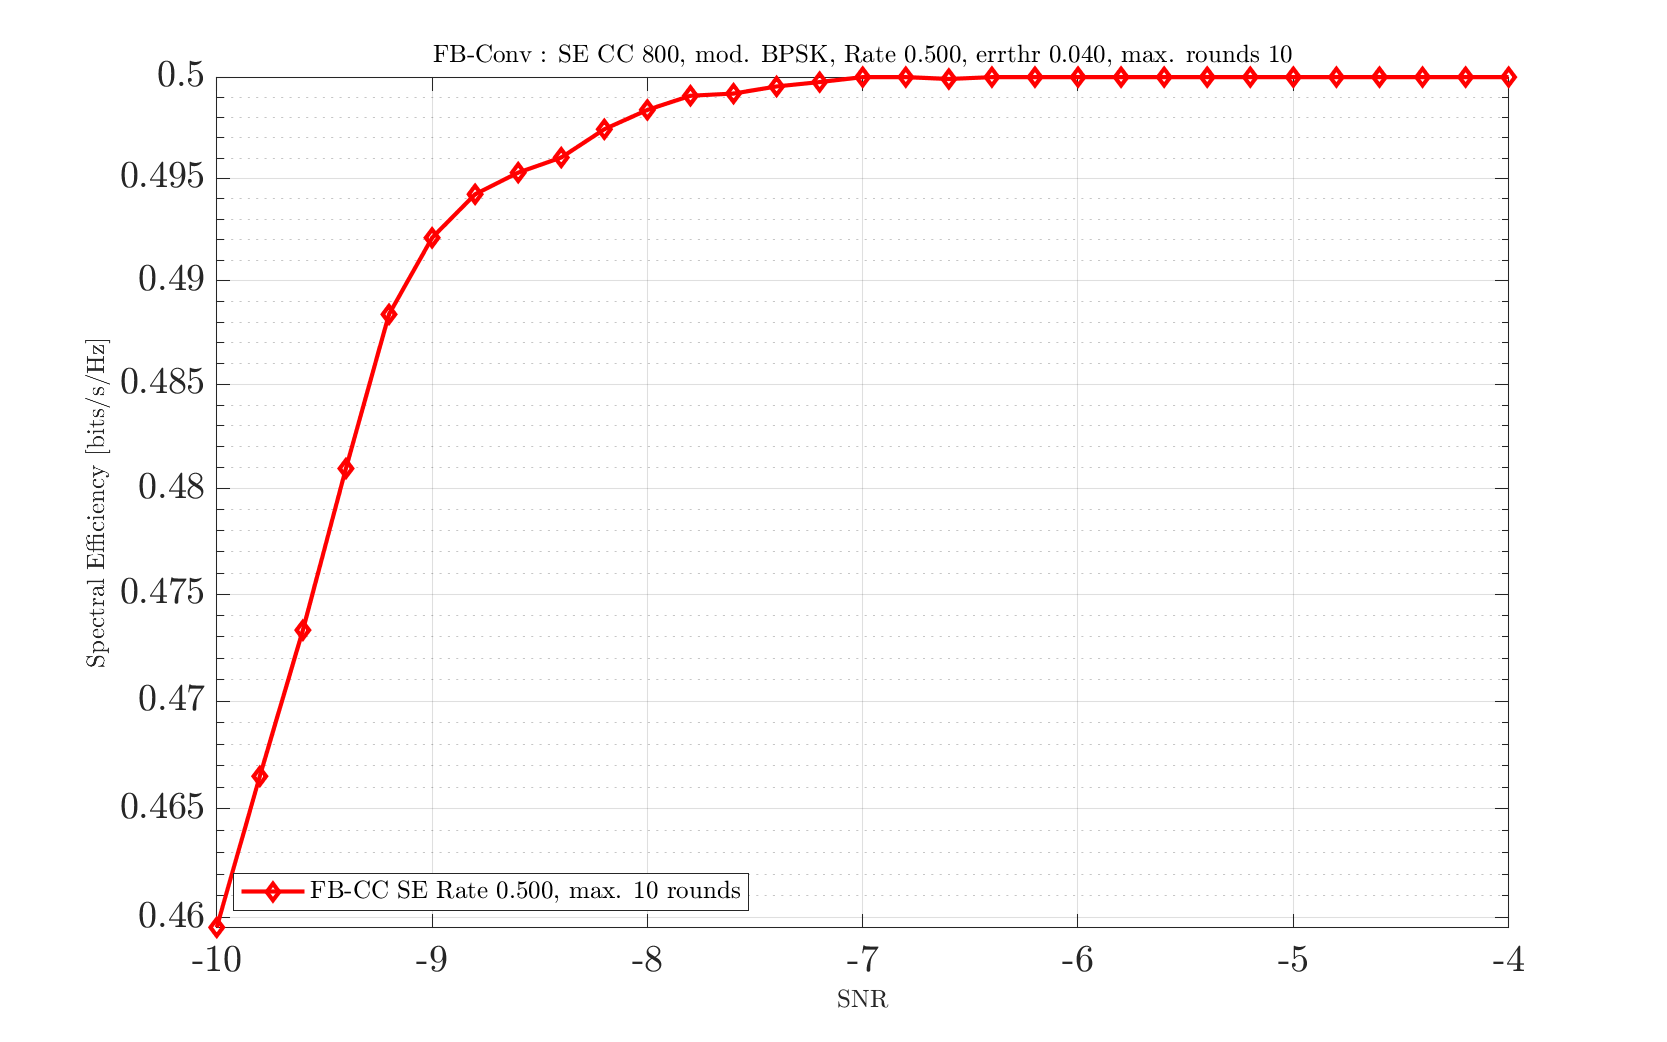 FB-Conv : SE CC 800, mod. BPSK, Rate 0.500, errthr 0.040, max. rounds 10
0.5
0.495
0.49
0.485
0.48
0.475
0.47
0.465
0.46
Spectral Efficiency [bits/s/Hz]
FB-CC SE Rate 0.500, max. 10 rounds
-10 -9 -8 -7 -6 -5 -4
SNR